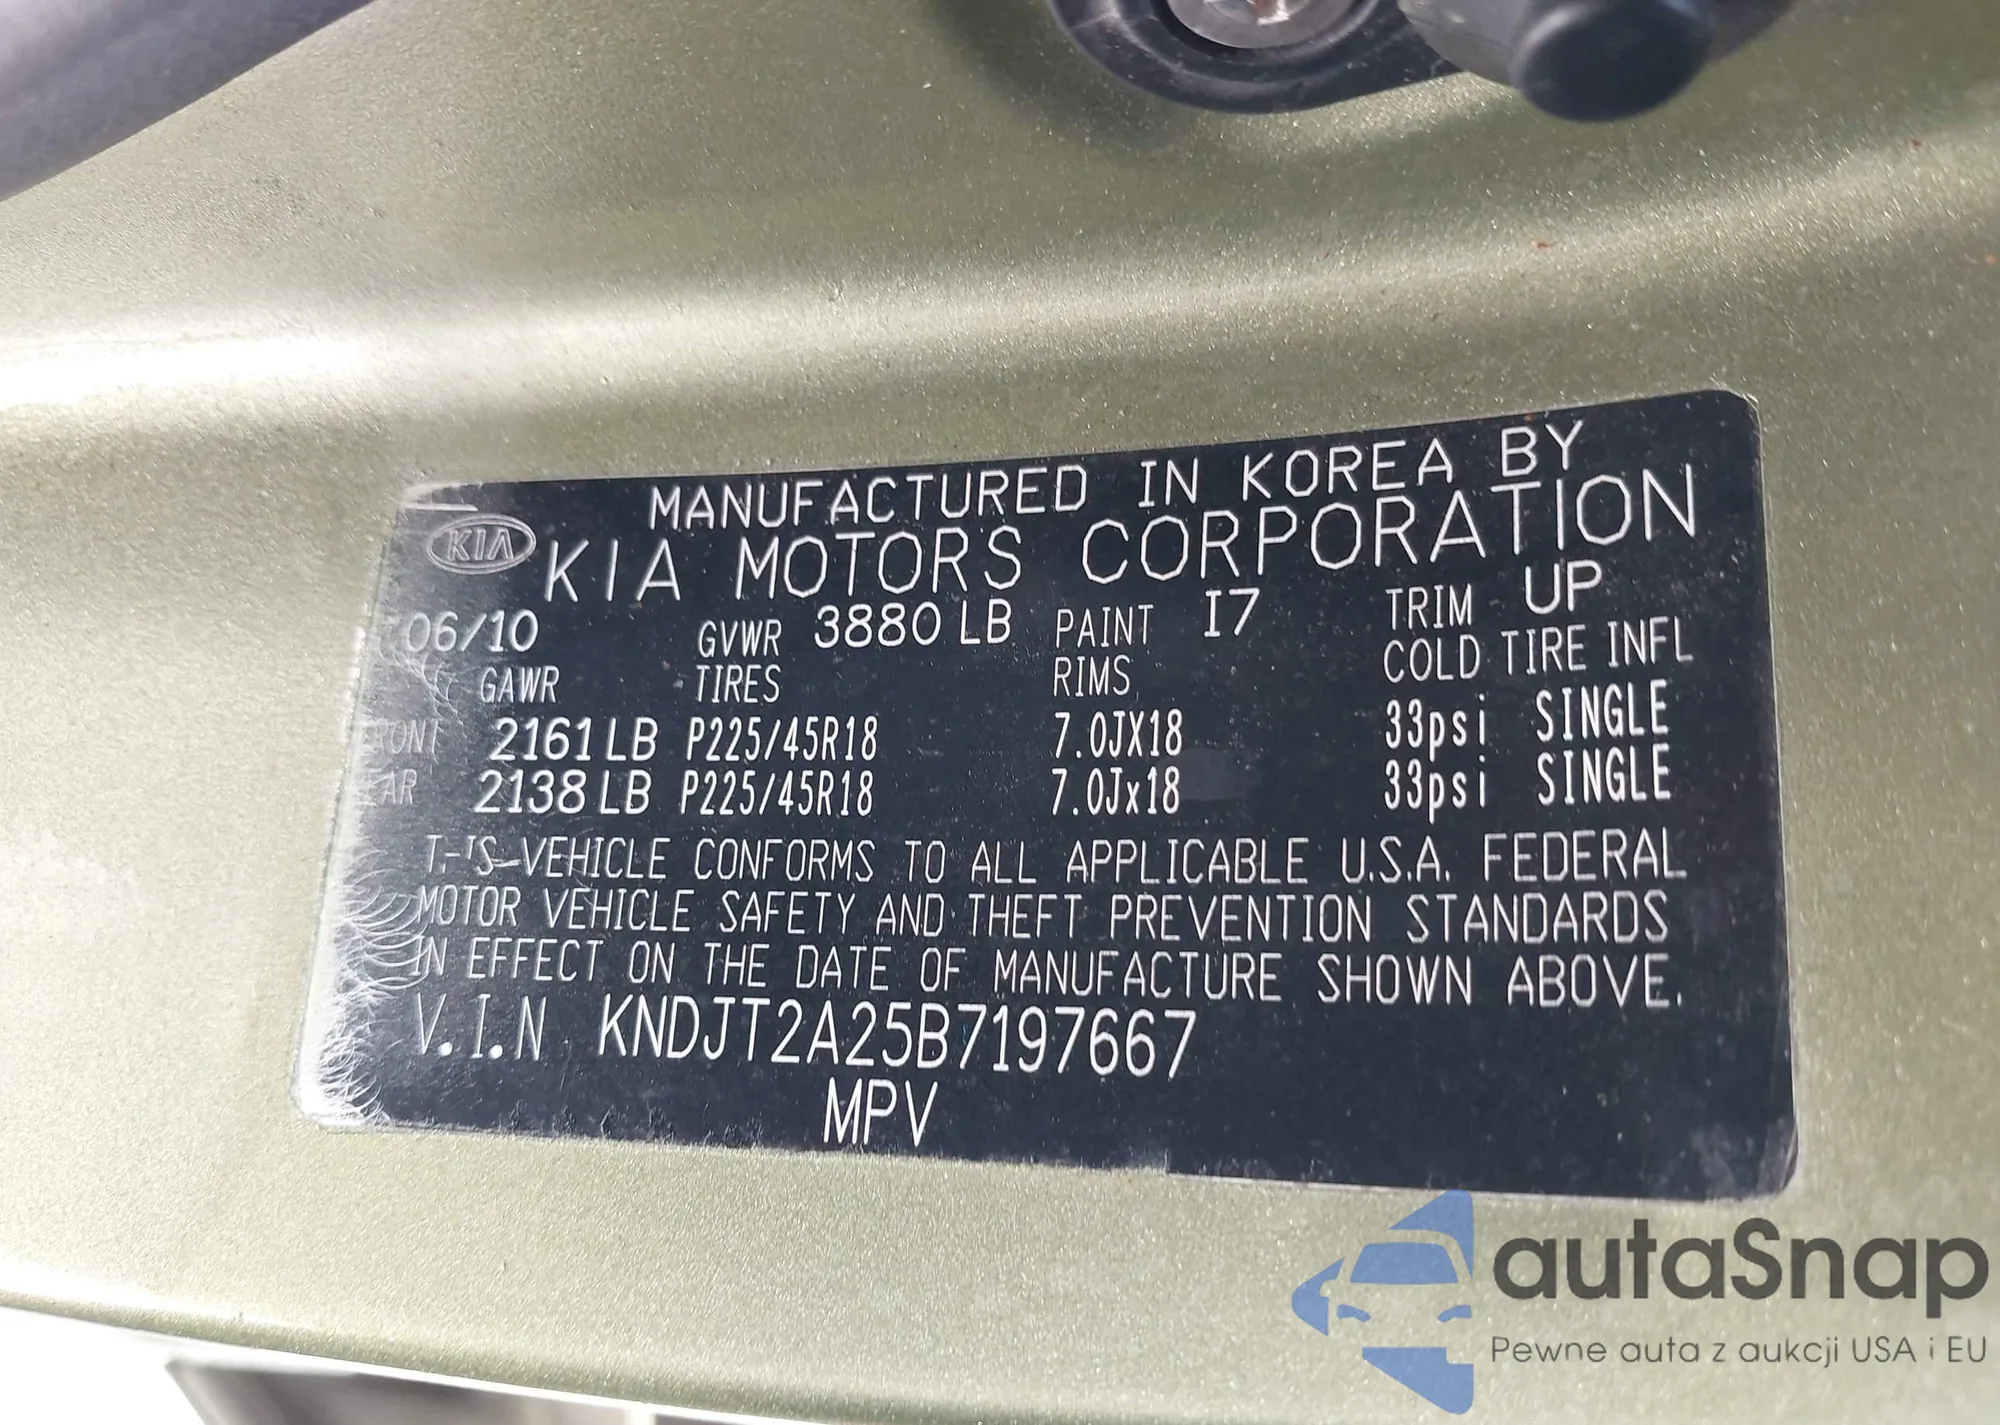 MANUFACTURED IN KOREA BY
KIA KIA MOTORS CORPORATION
06/10 GVWR 3880 LB PAINT I7 TRIM UP
GAWR TIRES RIMS COLD TIRE INFL
2161 LB P225/45R18 7.0JX18 33psi SINGLE
2138 LB P225/45R18 7.0Jx18 33psi SINGLE
VEHICLE CONFORMS TO ALL APPLICABLE U.S.A. FEDERAL
MOTOR VEHICLE SAFETY AND THEFT PREVENTION STANDARDS
IN EFFECT ON THE DATE OF MANUFACTURE SHOWN ABOVE.
V.I.N KNDJT2A25B7197667
MPV
autaSnap
Pewne auta z aukcji USA i EU